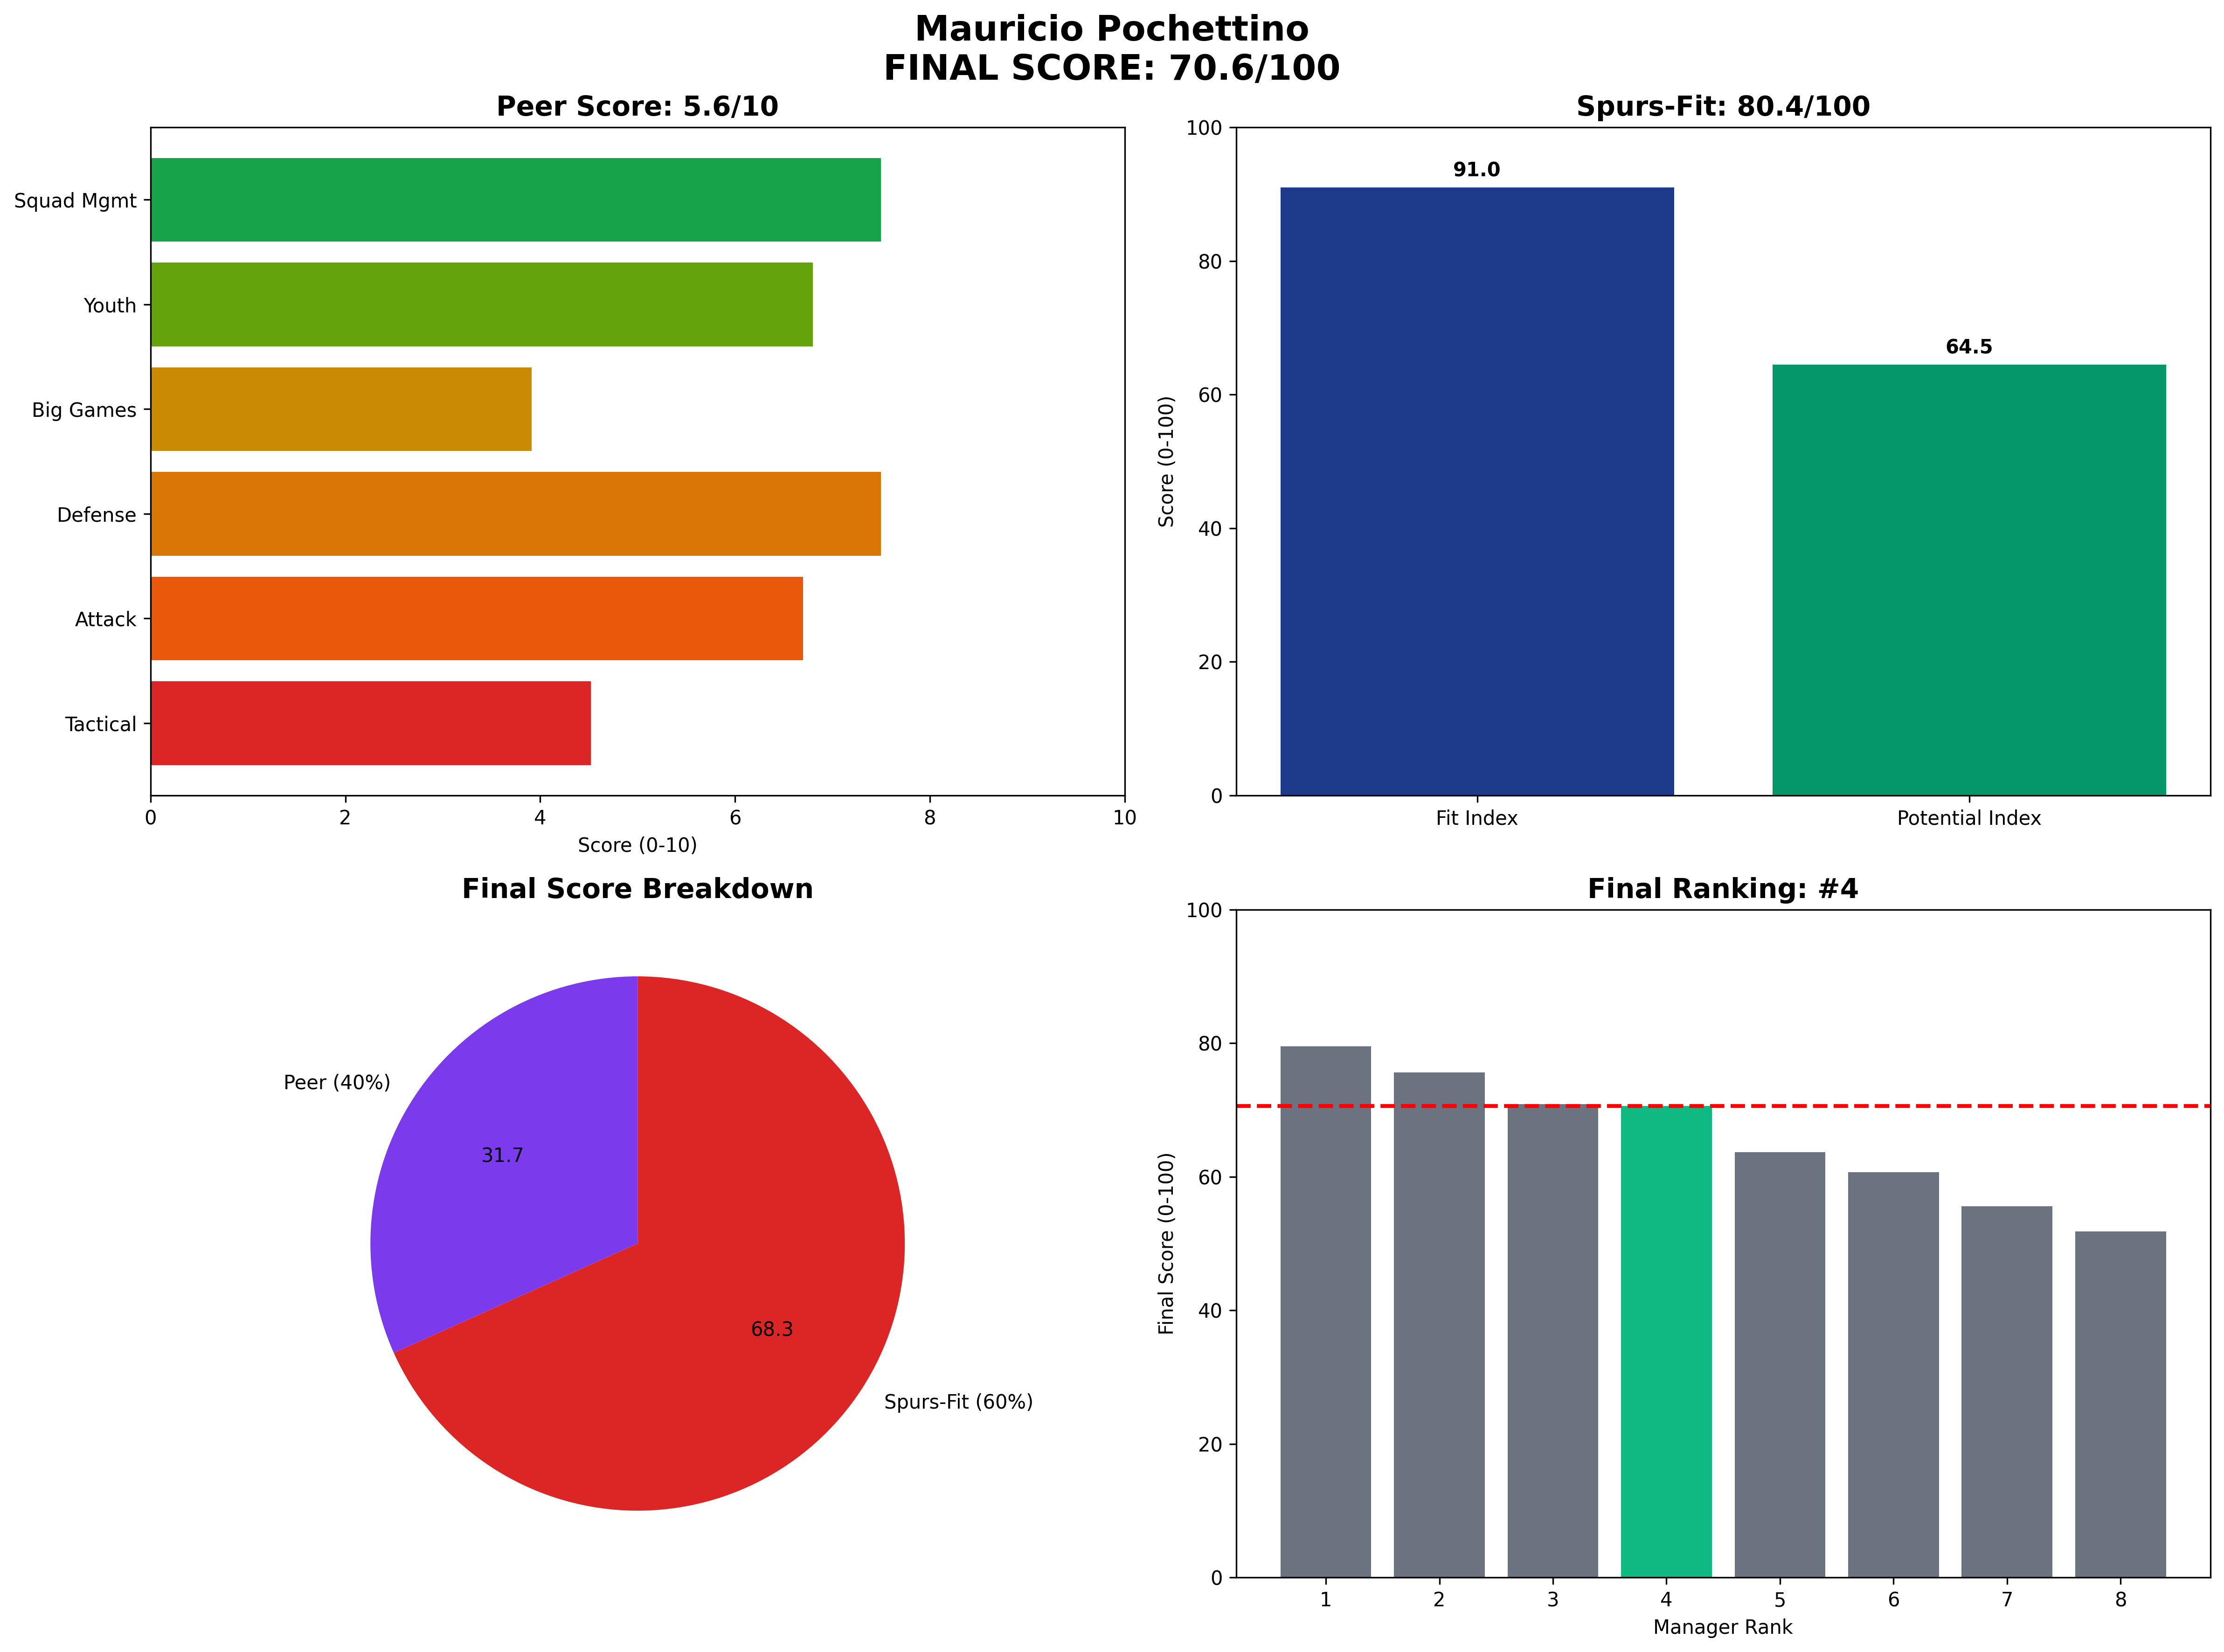 Mauricio Pochettino
FINAL SCORE: 70.6/100
Peer Score: 5.6/10
Squad Mgmt
Youth
Big Games
Defense
Attack
Tactical
0 2 4 6 8 10
Score (0-10)
Spurs-Fit: 80.4/100
Score (0-100)
100
80
60
40
20
0
91.0
64.5
Fit Index Potential Index
Final Score Breakdown
Peer (40%)
31.7
68.3
Spurs-Fit (60%)
Final Ranking: #4
Final Score (0-100)
100
80
60
40
20
0
1 2 3 4 5 6 7 8
Manager Rank